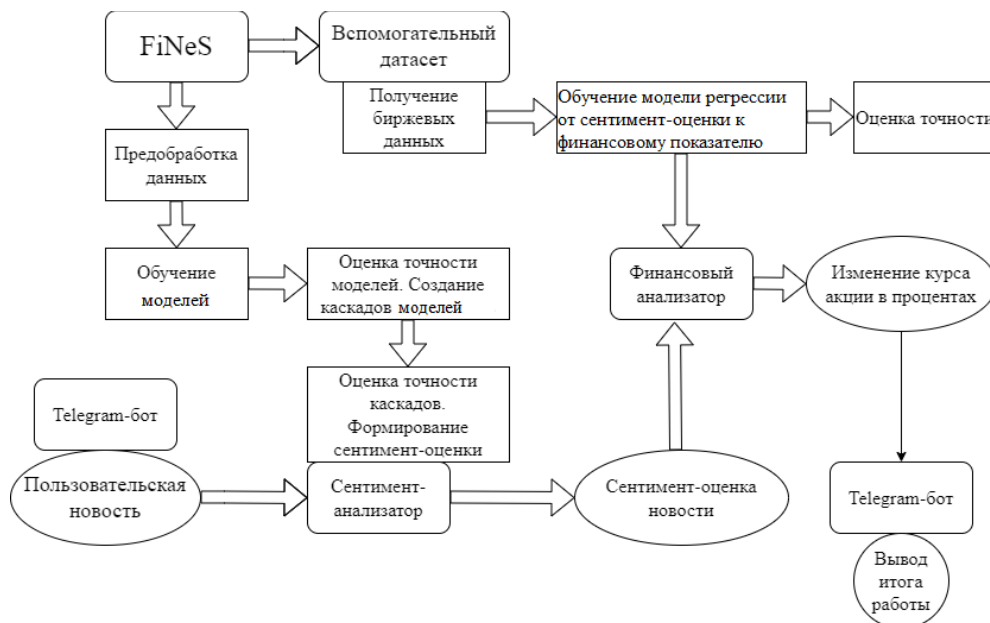 FiNeS
Вспомогательный
датасет
Получение
биржевых
данных
Обучение модели регрессии
от сентимент-оценки к
финансовому показателю
Оценка точности
Предобработка
данных
Обучение
моделей
Оценка точности
моделей. Создание
каскадов моделей
Финансовый
анализатор
Изменение курса
акции в процентах
Оценка точности
каскадов.
Формирование
сентимент-оценки
Telegram-бот
Пользовательская
новость
Сентимент-
анализатор
Сентимент-оценка
новости
Telegram-бот
Вывод
итога
работы